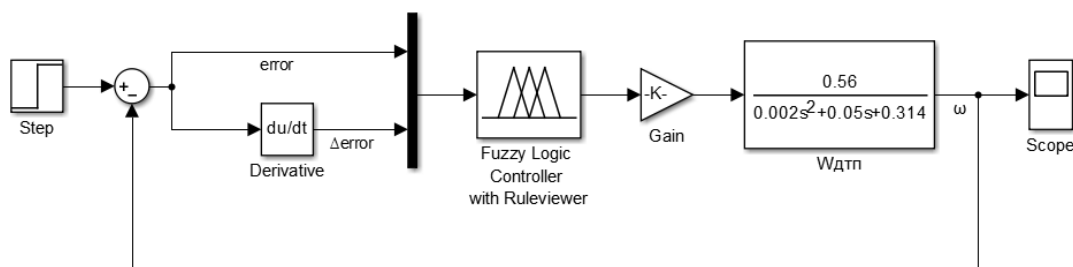 +
−
Step
error
du/dt
Derivative
Δerror
Fuzzy Logic
Controller
with Ruleviewer
-K-
Gain
0.56
0.002s²+0.05s+0.314
Wдтп
ω
Scope